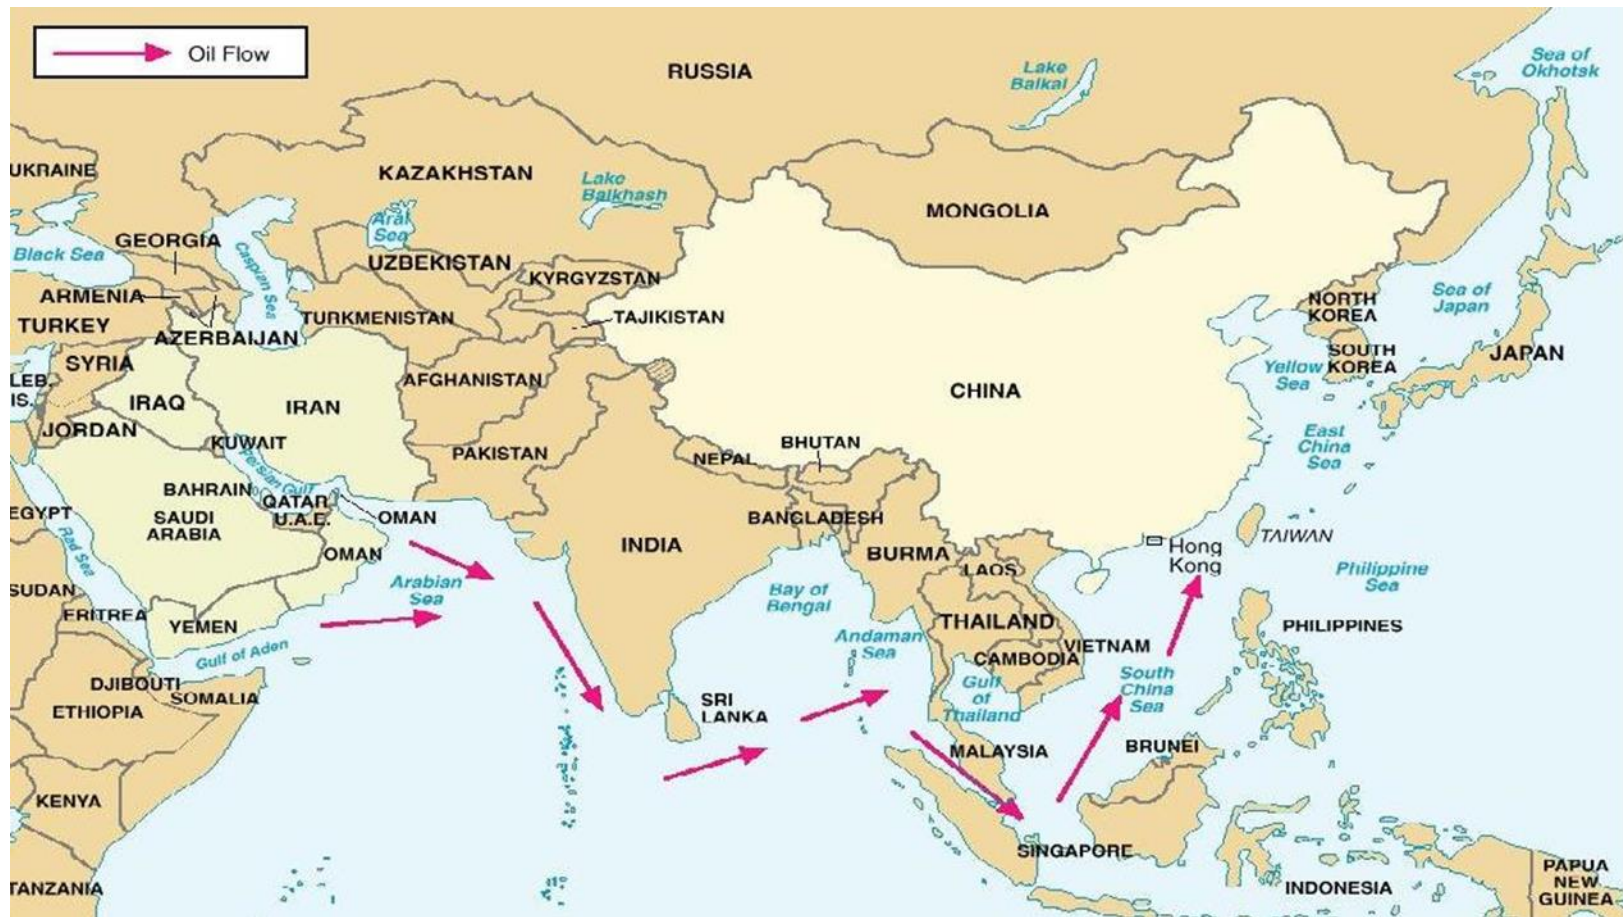 Oil Flow
RUSSIA
Lake
Baikal
Sea of
Okhotsk
UKRAINE
KAZAKHSTAN
Lake
Balkhash
MONGOLIA
Aral
Sea
Black Sea
GEORGIA
Caspian Sea
UZBEKISTAN
KYRGYZSTAN
ARMENIA
TURKEY
AZERBAIJAN
TURKMENISTAN
TAJIKISTAN
NORTH
KOREA
Sea of
Japan
SYRIA
LEB.
IS.
IRAQ
IRAN
AFGHANISTAN
CHINA
Yellow
Sea
SOUTH
KOREA
JAPAN
JORDAN
KUWAIT
Persian Gulf
PAKISTAN
NEPAL
BHUTAN
East
China
Sea
BAHRAIN
QATAR
U.A.E.
OMAN
EGYPT
Red Sea
SAUDI
ARABIA
OMAN
INDIA
BANGLADESH
BURMA
LAOS
Hong
Kong
TAIWAN
Philippine
Sea
SUDAN
ERITREA
YEMEN
Arabian
Sea
Bay of
Bengal
Andaman
Sea
THAILAND
CAMBODIA
VIETNAM
PHILIPPINES
Gulf of Aden
DJIBOUTI
SOMALIA
ETHIOPIA
SRI
LANKA
Gulf
of
Thailand
South
China
Sea
MALAYSIA
BRUNEI
KENYA
SINGAPORE
TANZANIA
INDONESIA
PAPUA
NEW
GUINEA